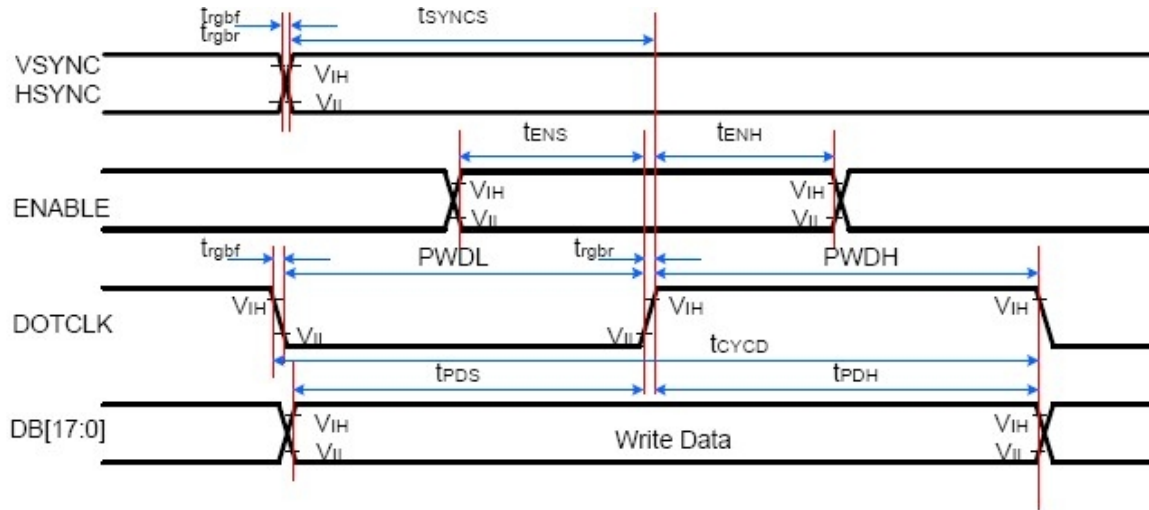 trgbf tSYNCS
trgbr
VSYNC VIH
HSYNC VIL
tENS tENH
ENABLE VIH VIH
VIL VIL
trgbf PWDL trgbr PWDH
VIH VIH VIH
DOTCLK VIL VIL
tCYCD
tPDS tPDH
DB[17:0] VIH Write Data VIH
VIL VIL